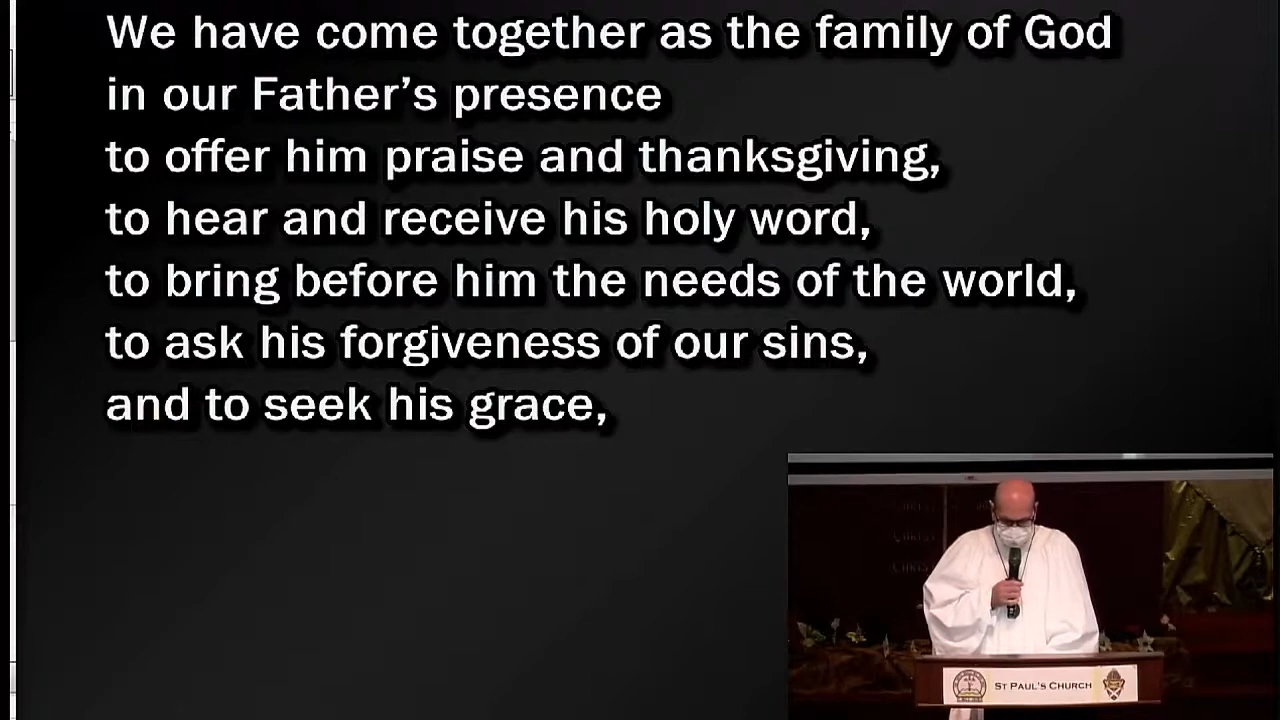 We have come together as the family of God
in our Father’s presence
to offer him praise and thanksgiving,
to hear and receive his holy word,
to bring before him the needs of the world,
to ask his forgiveness of our sins,
and to seek his grace,
CHRIST
CHRIST
St Paul's Church